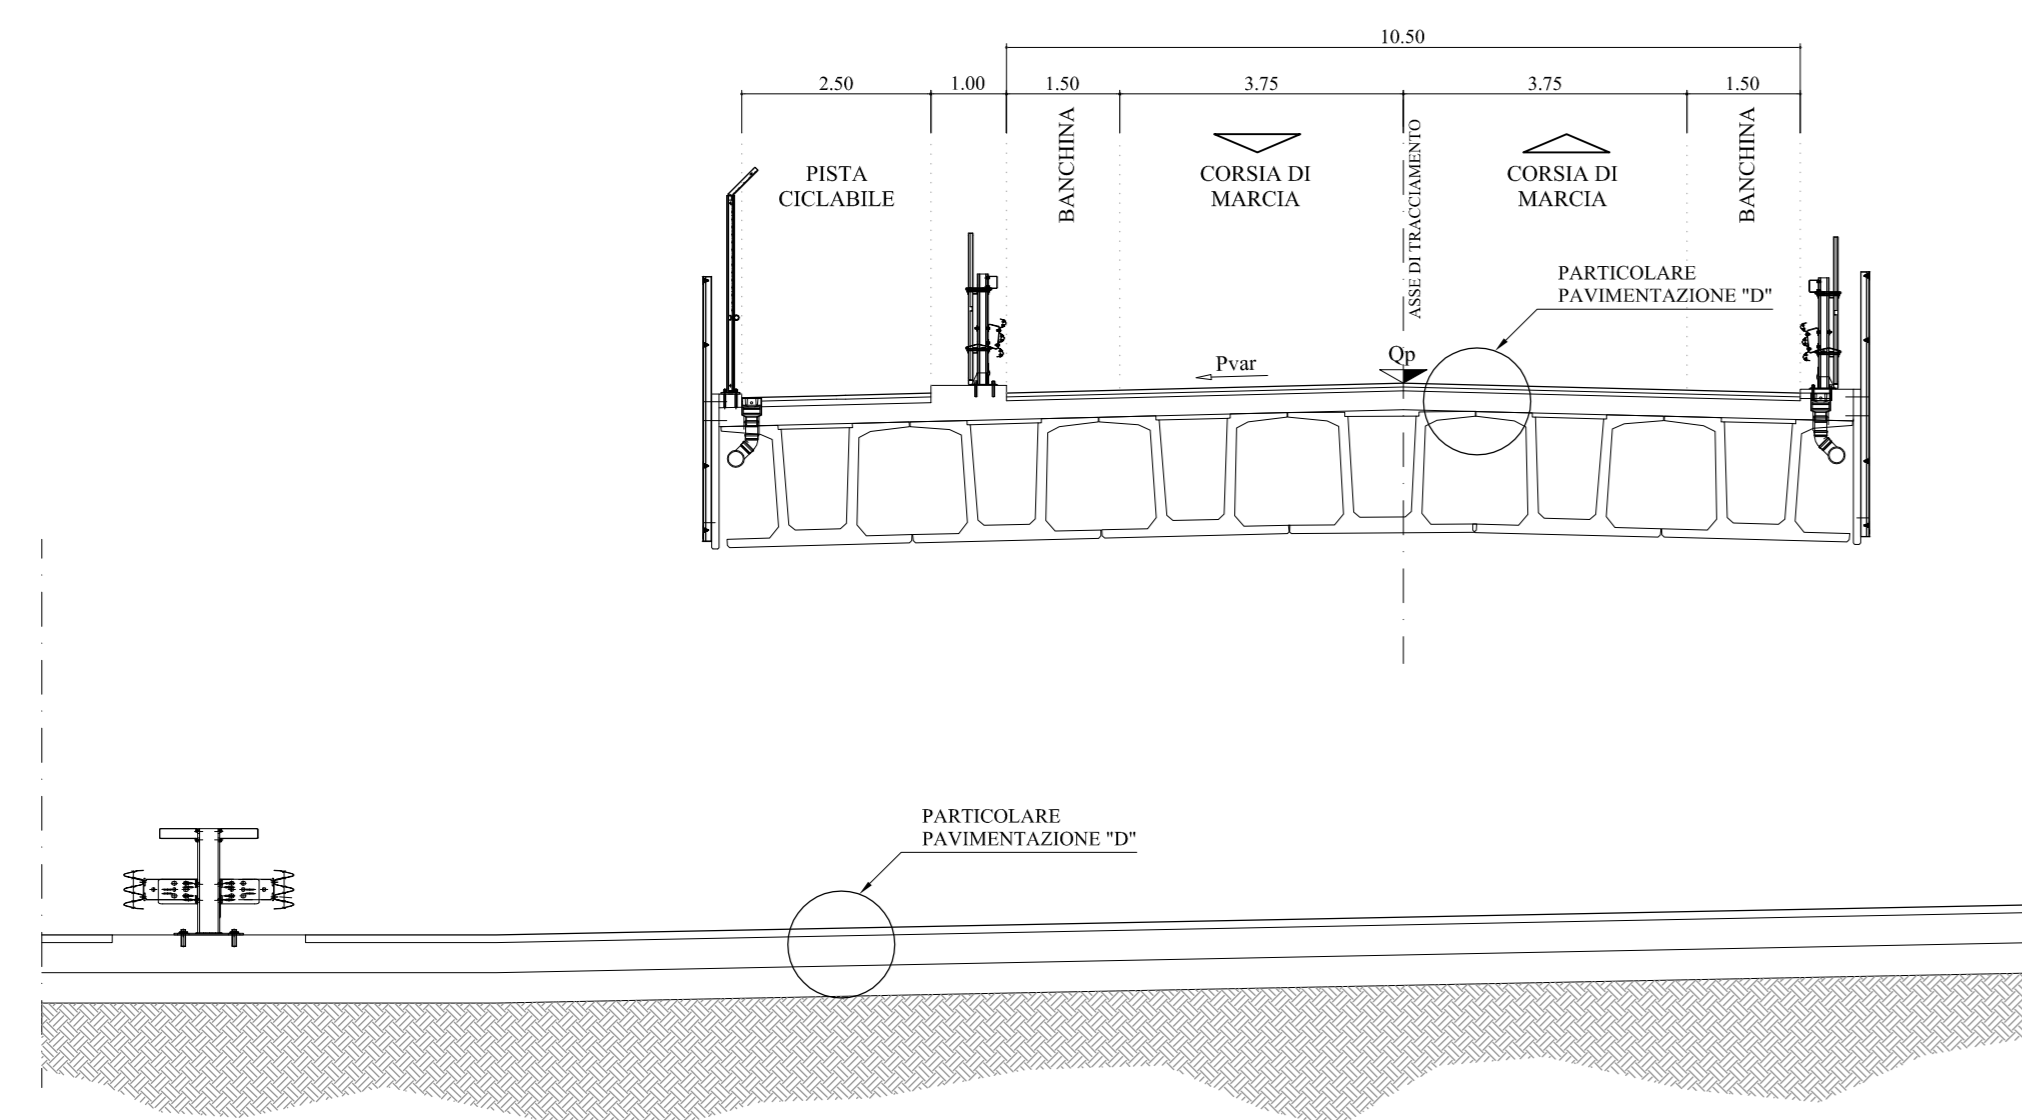 10.50
2.50
1.00
1.50
3.75
3.75
1.50
PISTA
CICLABILE
BANCHINA
CORSIA DI
MARCIA
ASSE DI TRACCIAMENTO
CORSIA DI
MARCIA
BANCHINA
PARTICOLARE
PAVIMENTAZIONE "D"
Pvar
Qp
PARTICOLARE
PAVIMENTAZIONE "D"